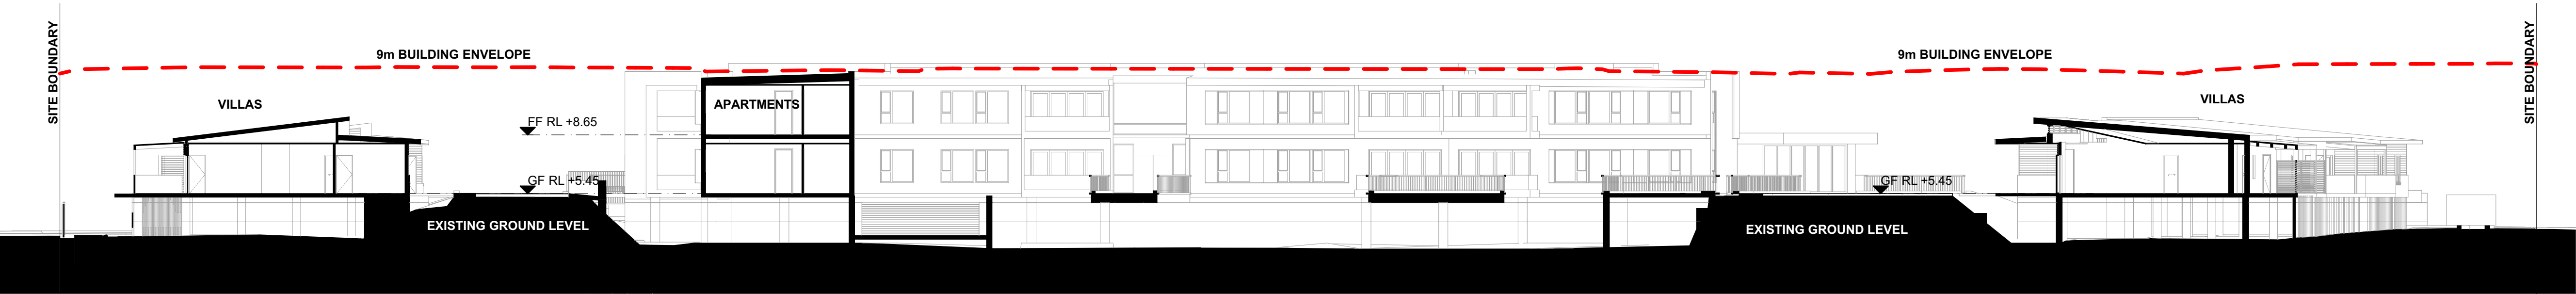 SITE BOUNDARY
9m BUILDING ENVELOPE
VILLAS
FF RL +8.65
GF RL +5.45
EXISTING GROUND LEVEL
APARTMENTS
9m BUILDING ENVELOPE
VILLAS
GF RL +5.45
EXISTING GROUND LEVEL
SITE BOUNDARY